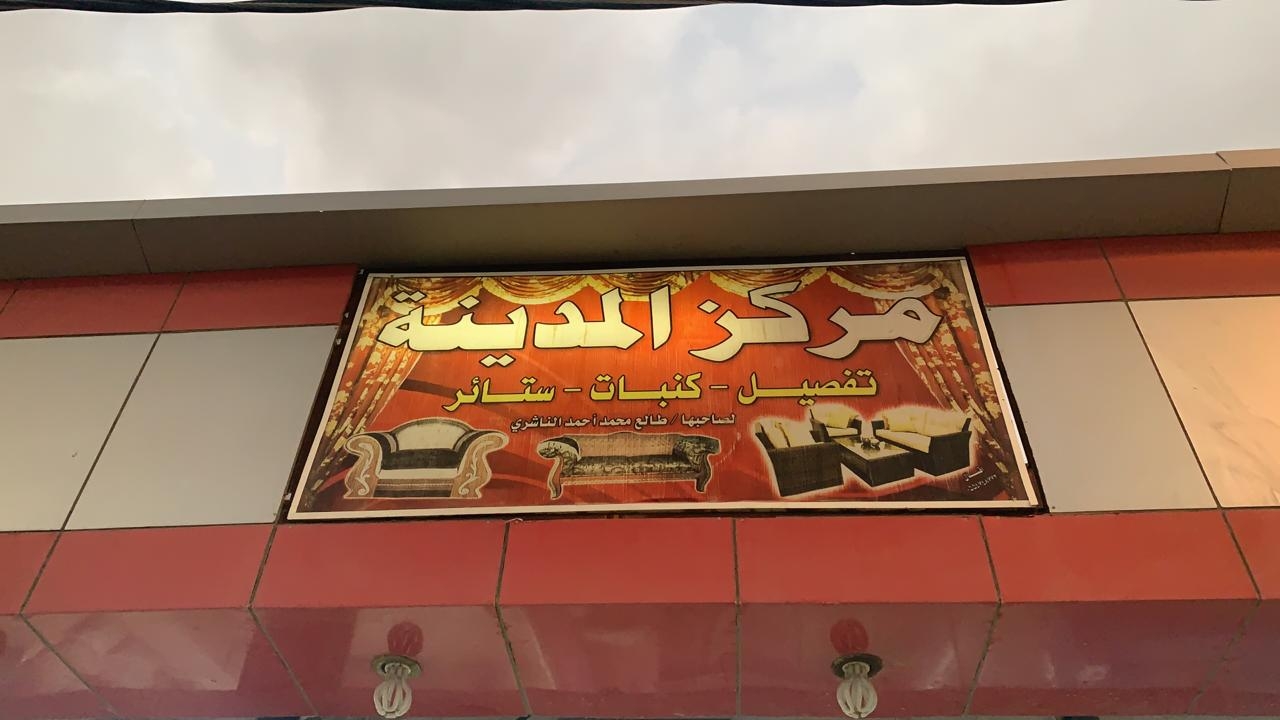 مركز المدينة
تفصيل - كنبات - ستائر
لصاحبها / طالع محمد أحمد الناشري